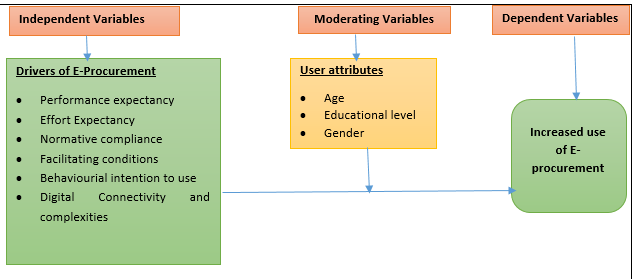 Independent Variables
Moderating Variables
Dependent Variables
Drivers of E-Procurement
• Performance expectancy
• Effort Expectancy
• Normative compliance
• Facilitating conditions
• Behaviourial intention to use
• Digital Connectivity and
complexities
User attributes
• Age
• Educational level
• Gender
Increased use
of E-
procurement